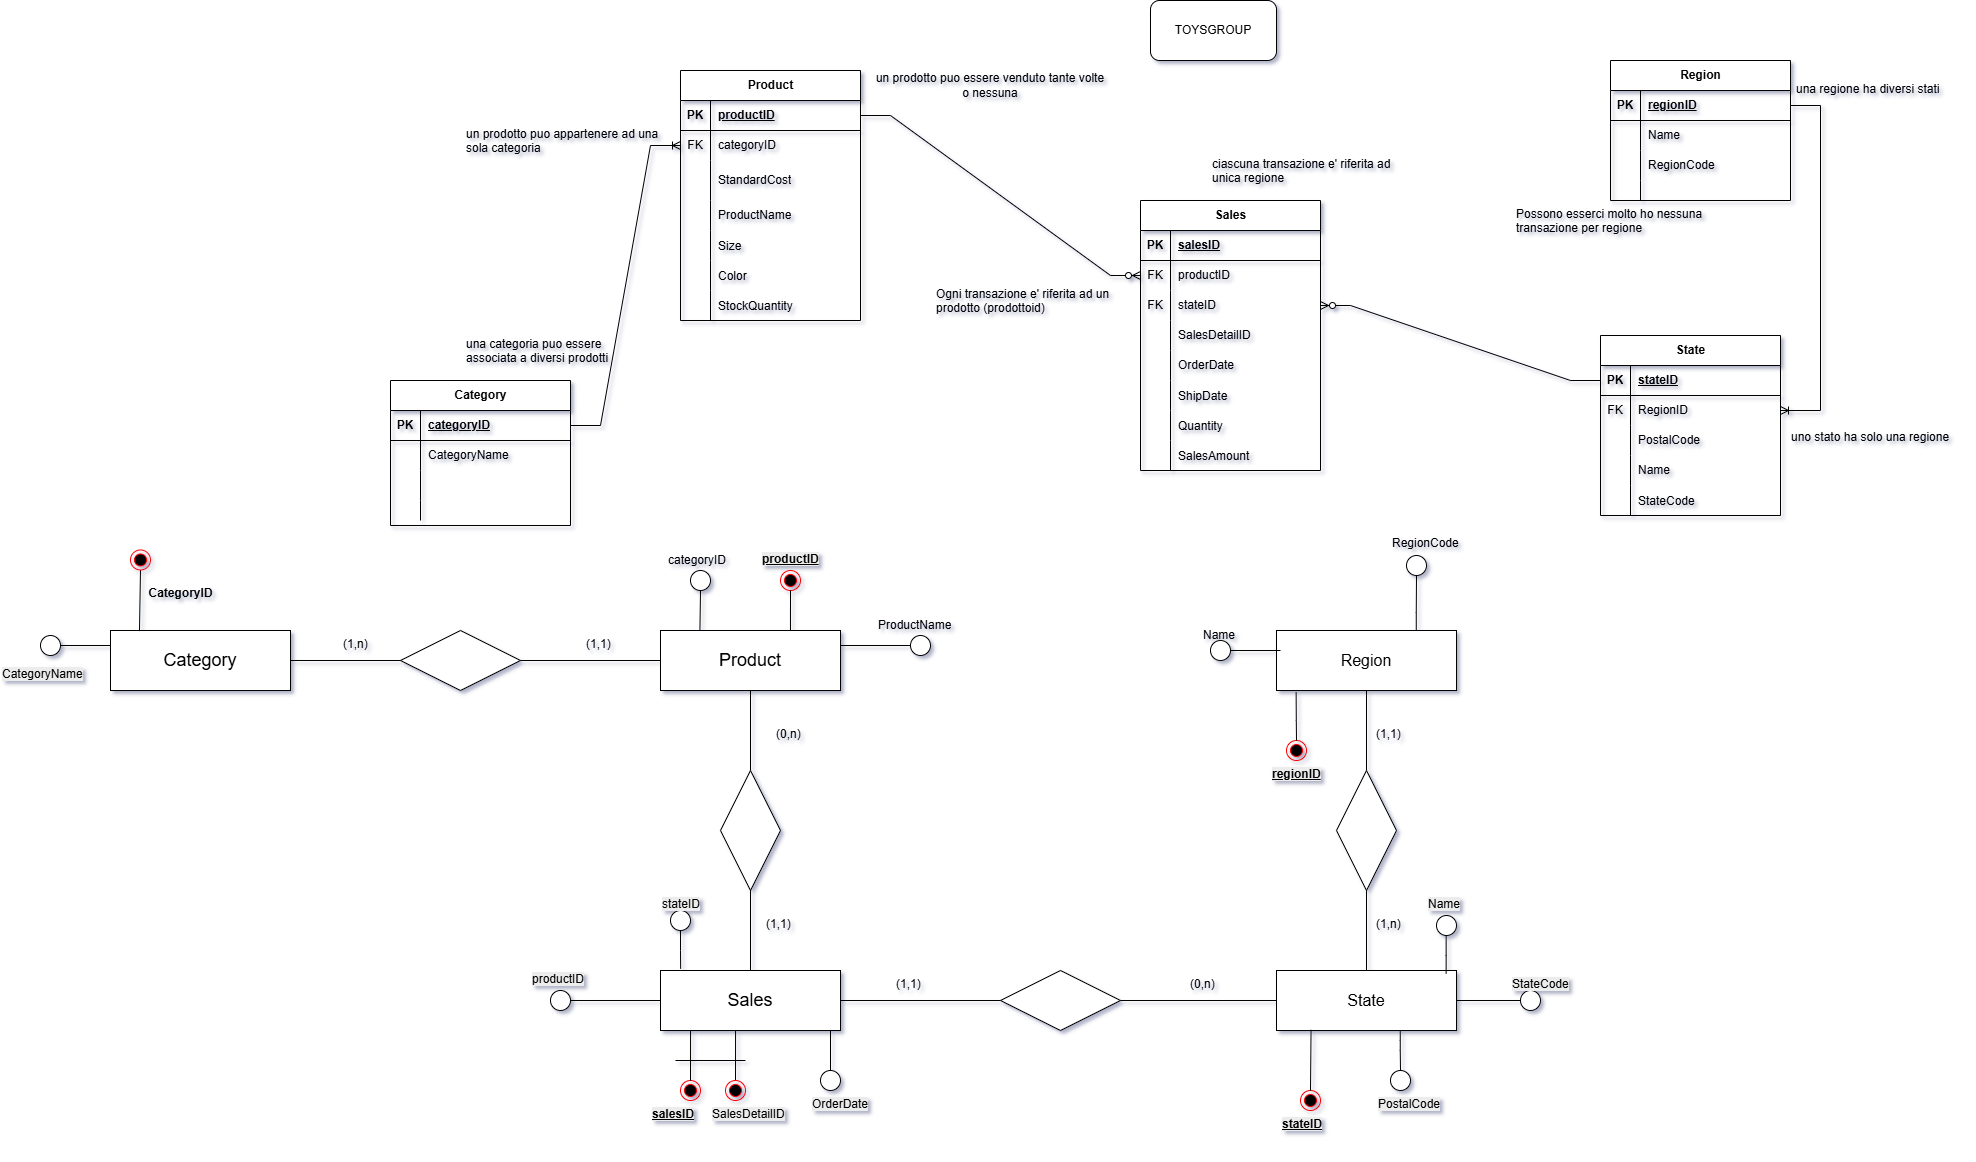 TOYSGROUP
Product
PK productID
FK categoryID
StandardCost
ProductName
Size
Color
StockQuantity
un prodotto puo essere venduto tante volte
o nessuna
un prodotto puo appartenere ad una
sola categoria
una categoria puo essere
associata a diversi prodotti
Category
PK categoryID
CategoryName
ciascuna transazione e' riferita ad
unica regione
Sales
PK salesID
FK productID
FK stateID
SalesDetailID
OrderDate
ShipDate
Quantity
SalesAmount
Ogni transazione e' riferita ad un
prodotto (prodottoid)
Region
PK regionID
Name
RegionCode
una regione ha diversi stati
Possono esserci molto ho nessuna
transazione per regione
State
PK stateID
FK RegionID
PostalCode
Name
StateCode
uno stato ha solo una regione
CategoryID
CategoryName
Category
(1,n)
(1,1)
categoryID
productID
ProductName
Product
(0,n)
(1,1)
RegionCode
Name
Region
regionID
(1,1)
(1,n)
stateID
productID
Sales
salesID
SalesDetailID
OrderDate
(1,1)
(0,n)
Name
StateCode
State
PostalCode
stateID